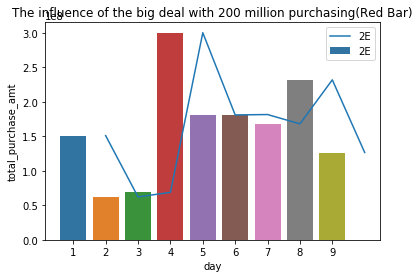 The influence of the big deal with 200 million purchasing(Red Bar)
1e8
2E
2E
3.0
2.5
2.0
1.5
1.0
0.5
0.0
total_purchase_amt
1 2 3 4 5 6 7 8 9
day